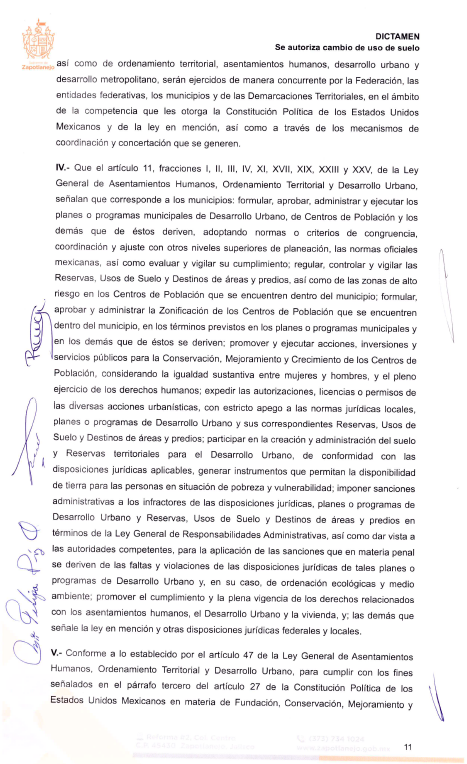 DICTAMEN
Se autoriza cambio de uso de suelo
Zapotlanejo
así como de ordenamiento territorial, asentamientos humanos, desarrollo urbano y
desarrollo metropolitano, serán ejercidos de manera concurrente por la Federación, las
entidades federativas, los municipios y de las Demarcaciones Territoriales, en el ámbito
de la competencia que les otorga la Constitución Política de los Estados Unidos
Mexicanos y de la ley en mención, así como a través de los mecanismos de
coordinación y concertación que se generen.
IV.- Que el artículo 11, fracciones I, II, III, IV, XI, XVII, XIX, XXIII y XXV, de la Ley
General de Asentamientos Humanos, Ordenamiento Territorial y Desarrollo Urbano,
señalan que corresponde a los municipios: formular, aprobar, administrar y ejecutar los
planes o programas municipales de Desarrollo Urbano, de Centros de Población y los
demás que de éstos deriven, adoptando normas o criterios de congruencia,
coordinación y ajuste con otros niveles superiores de planeación, las normas oficiales
mexicanas, así como evaluar y vigilar su cumplimiento; regular, controlar y vigilar las
Reservas, Usos de Suelo y Destinos de áreas y predios, así como de las zonas de alto
riesgo en los Centros de Población que se encuentren dentro del municipio; formular,
aprobar y administrar la Zonificación de los Centros de Población que se encuentren
dentro del municipio, en los términos previstos en los planes o programas municipales y
en los demás que de éstos se deriven; promover y ejecutar acciones, inversiones y
servicios públicos para la Conservación, Mejoramiento y Crecimiento de los Centros de
Población, considerando la igualdad sustantiva entre mujeres y hombres, y el pleno
ejercicio de los derechos humanos; expedir las autorizaciones, licencias o permisos de
las diversas acciones urbanísticas, con estricto apego a las normas jurídicas locales,
planes o programas de Desarrollo Urbano y sus correspondientes Reservas, Usos de
Suelo y Destinos de áreas y predios; participar en la creación y administración del suelo
y Reservas territoriales para el Desarrollo Urbano, de conformidad con las
disposiciones jurídicas aplicables, generar instrumentos que permitan la disponibilidad
de tierra para las personas en situación de pobreza y vulnerabilidad; imponer sanciones
administrativas a los infractores de las disposiciones jurídicas, planes o programas de
Desarrollo Urbano y Reservas, Usos de Suelo y Destinos de áreas y predios en
términos de la Ley General de Responsabilidades Administrativas, así como dar vista a
las autoridades competentes, para la aplicación de las sanciones que en materia penal
se deriven de las faltas y violaciones de las disposiciones jurídicas de tales planes o
programas de Desarrollo Urbano y, en su caso, de ordenación ecológicas y medio
ambiente; promover el cumplimiento y la plena vigencia de los derechos relacionados
con los asentamientos humanos, el Desarrollo Urbano y la vivienda, y; las demás que
señale la ley en mención y otras disposiciones jurídicas federales y locales.
V.- Conforme a lo establecido por el artículo 47 de la Ley General de Asentamientos
Humanos, Ordenamiento Territorial y Desarrollo Urbano, para cumplir con los fines
señalados en el párrafo tercero del artículo 27 de la Constitución Política de los
Estados Unidos Mexicanos en materia de Fundación, Conservación, Mejoramiento y
11